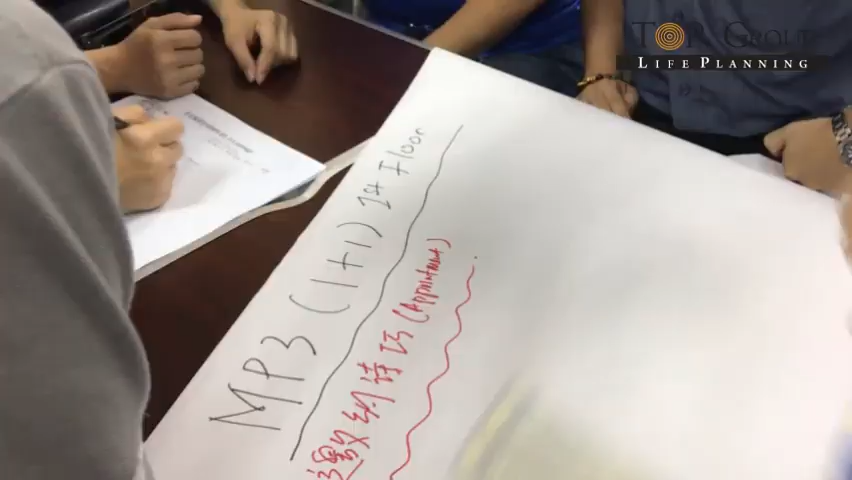 TOP GROUP
LIFE PLANNING
MP3 (1+1) 1st Floor
邀約技巧 (Appointment)